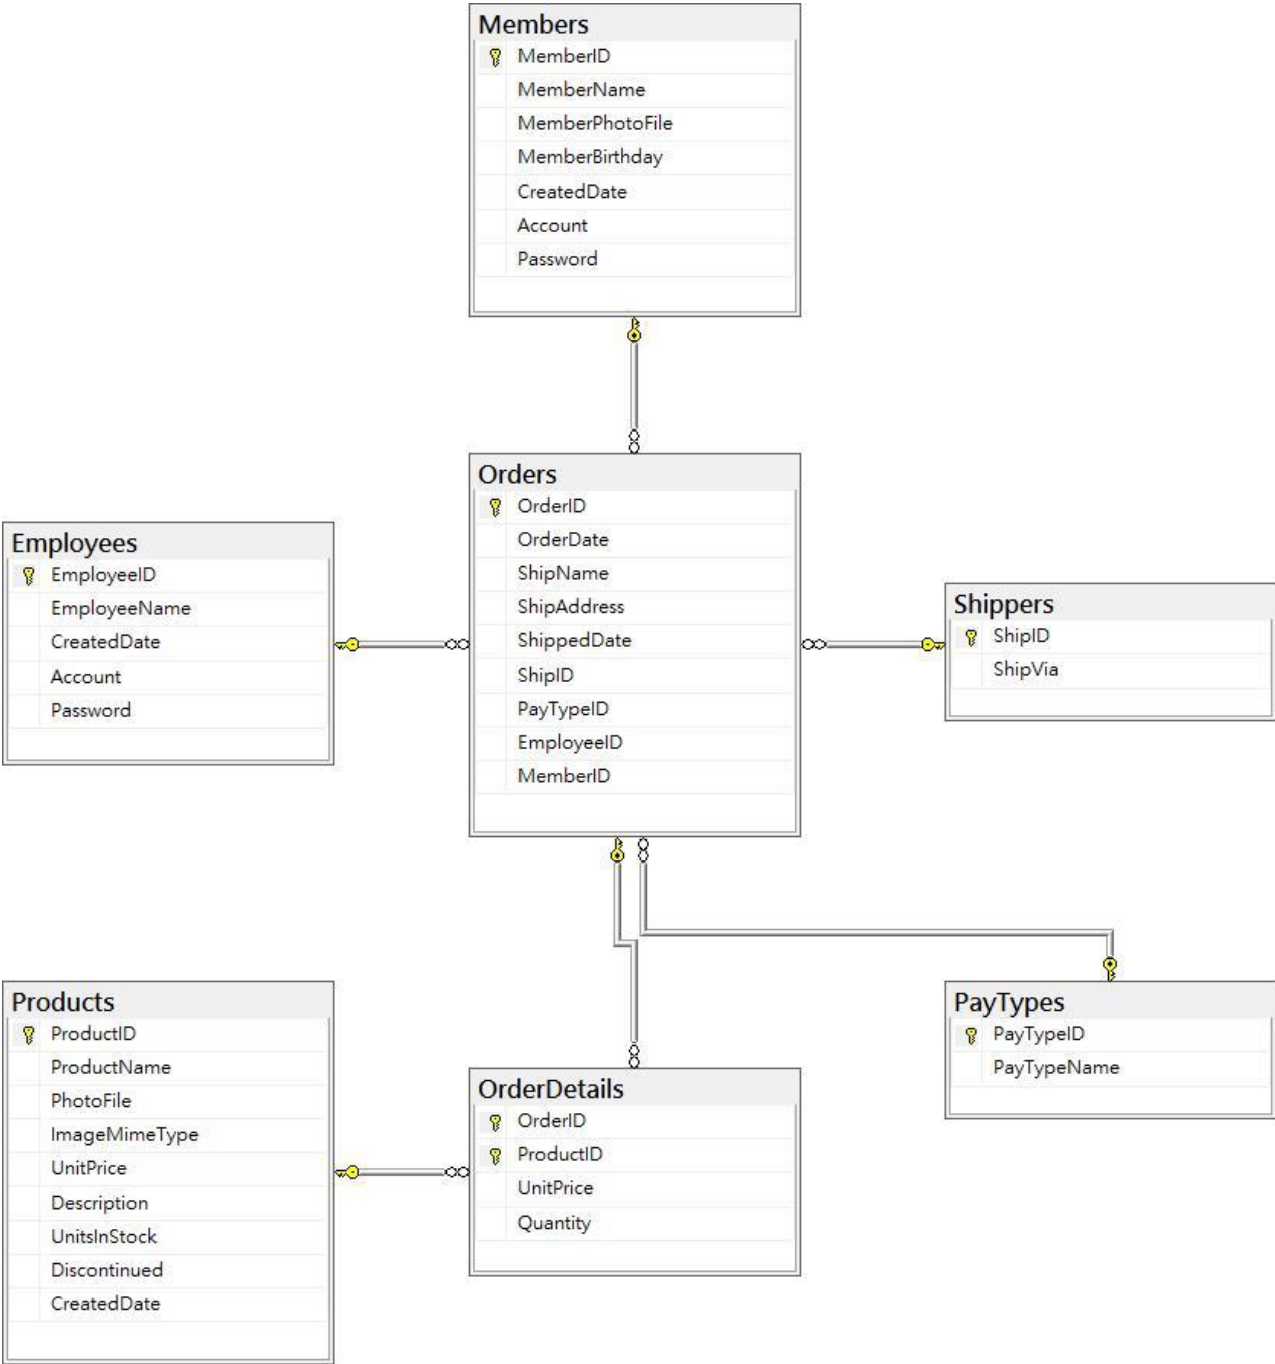 Members
MemberID
MemberName
MemberPhotoFile
MemberBirthday
CreatedDate
Account
Password
Orders
OrderID
OrderDate
ShipName
ShipAddress
ShippedDate
ShipID
PayTypeID
EmployeeID
MemberID
Employees
EmployeeID
EmployeeName
CreatedDate
Account
Password
Shippers
ShipID
ShipVia
Products
ProductID
ProductName
PhotoFile
ImageMimeType
UnitPrice
Description
UnitsInStock
Discontinued
CreatedDate
OrderDetails
OrderID
ProductID
UnitPrice
Quantity
PayTypes
PayTypeID
PayTypeName